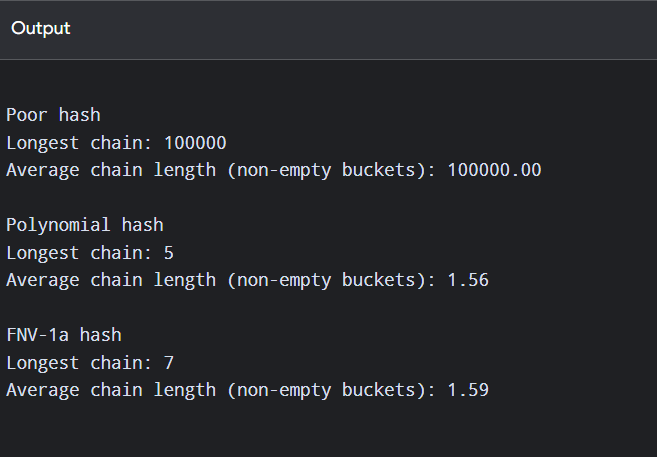 Output
Poor hash
Longest chain: 100000
Average chain length (non-empty buckets): 100000.00
Polynomial hash
Longest chain: 5
Average chain length (non-empty buckets): 1.56
FNV-1a hash
Longest chain: 7
Average chain length (non-empty buckets): 1.59